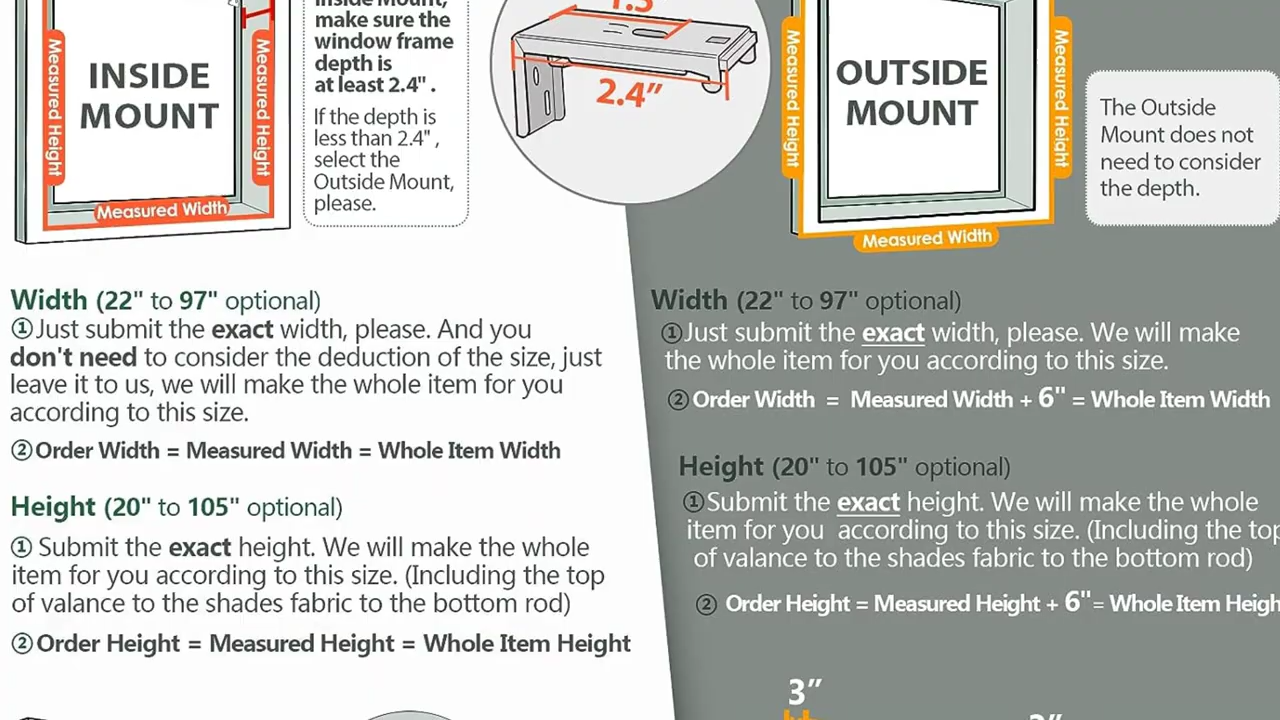 make sure the
window frame
depth is
at least 2.4" .
If the depth is
less than 2.4" ,
select the
Outside Mount,
please.
INSIDE
MOUNT
Measured Height
Measured Height
Measured Width
2.4”
OUTSIDE
MOUNT
Measured Height
Measured Height
Measured Width
The Outside
Mount does not
need to consider
the depth.
Width (22" to 97" optional)
①Just submit the exact width, please. And you
don't need to consider the deduction of the size, just
leave it to us, we will make the whole item for you
according to this size.
②Order Width = Measured Width = Whole Item Width
Height (20" to 105" optional)
① Submit the exact height. We will make the whole
item for you according to this size. (Including the top
of valance to the shades fabric to the bottom rod)
②Order Height = Measured Height = Whole Item Height
Width (22" to 97" optional)
①Just submit the exact width, please. We will make
the whole item for you according to this size.
② Order Width = Measured Width + 6" = Whole Item Width
Height (20" to 105" optional)
①Submit the exact height. We will make the whole
item for you according to this size. (Including the top
of valance to the shades fabric to the bottom rod)
② Order Height = Measured Height + 6" = Whole Item Heigh
3”